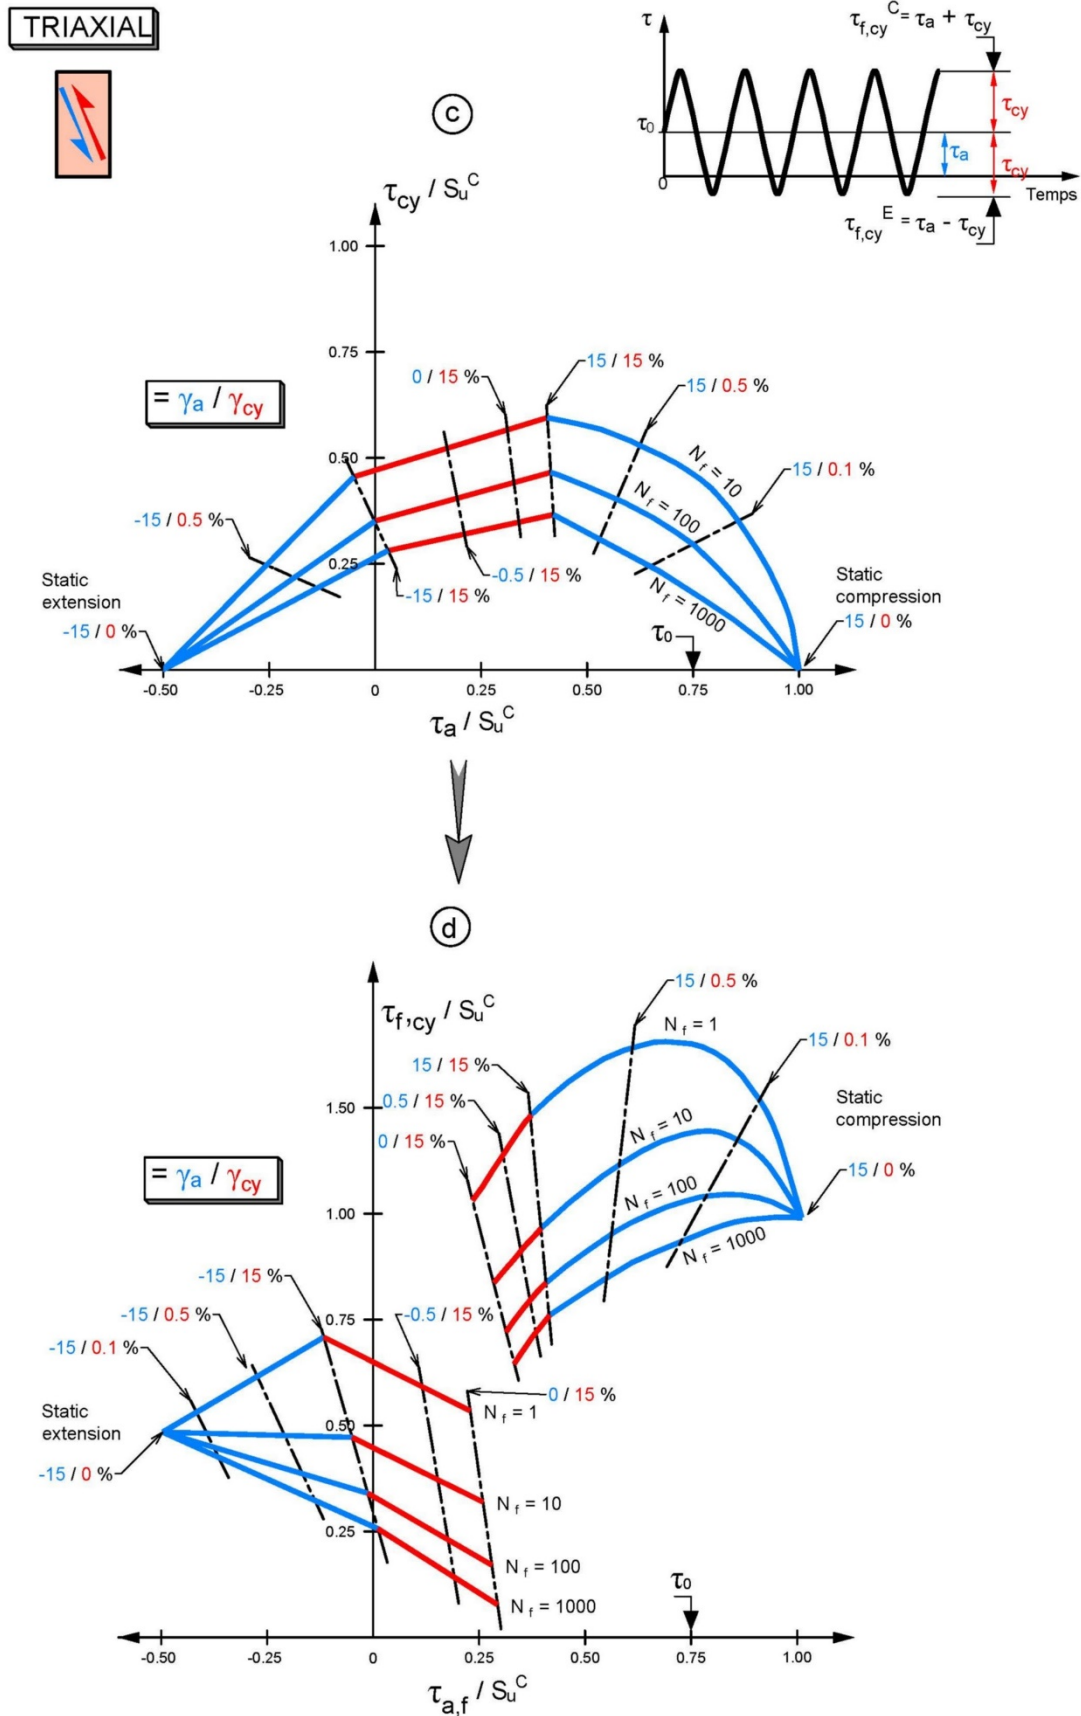 TRIAXIAL
τ
τf,cy^C = τa + τcy
τcy
τ0
τa
τcy
0
Temps
τf,cy^E = τa - τcy
c
τcy / Su^C
1.00
0.75
0 / 15 %
15 / 15 %
15 / 0.5 %
= γa / γcy
0.50
Nf = 10
15 / 0.1 %
Nf = 100
-15 / 0.5 %
0.25
-0.5 / 15 %
Static
extension
-15 / 15 %
Nf = 1000
Static
compression
-15 / 0 %
τ0
15 / 0 %
-0.50
-0.25
0
0.25
0.50
0.75
1.00
τa / Su^C
d
τf,cy / Su^C
15 / 0.5 %
Nf = 1
15 / 15 %
15 / 0.1 %
0.5 / 15 %
1.50
Static
compression
Nf = 10
0 / 15 %
= γa / γcy
15 / 0 %
Nf = 100
1.00
Nf = 1000
-15 / 15 %
-15 / 0.5 %
0.75
-0.5 / 15%
-15 / 0.1 %
0 / 15 %
Static
extension
0.50
Nf = 1
-15 / 0 %
Nf = 10
0.25
Nf = 100
Nf = 1000
τ0
-0.50
-0.25
0
0.25
0.50
0.75
1.00
τa,f / Su^C